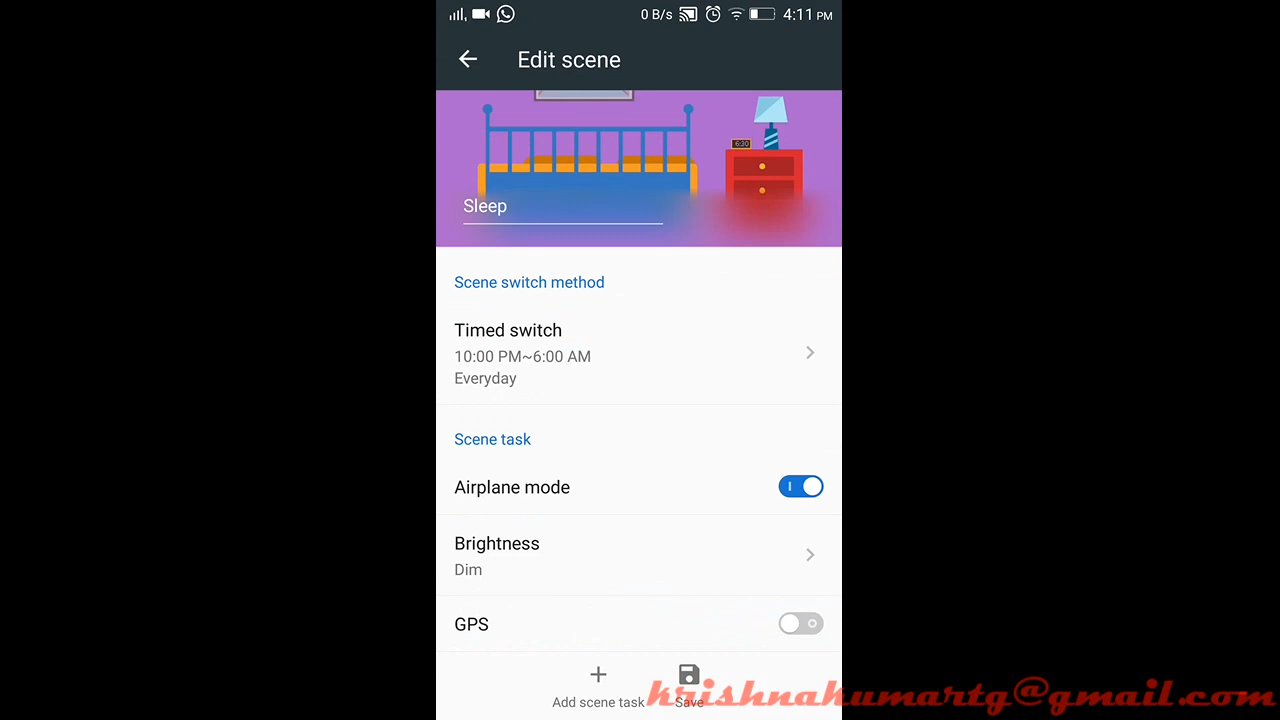 0 B/s 4:11 PM
Edit scene
6:30
Sleep
Scene switch method
Timed switch
10:00 PM~6:00 AM
Everyday
Scene task
Airplane mode
Brightness
Dim
GPS
Add scene task
Save
krishnakumartg@gmail.com